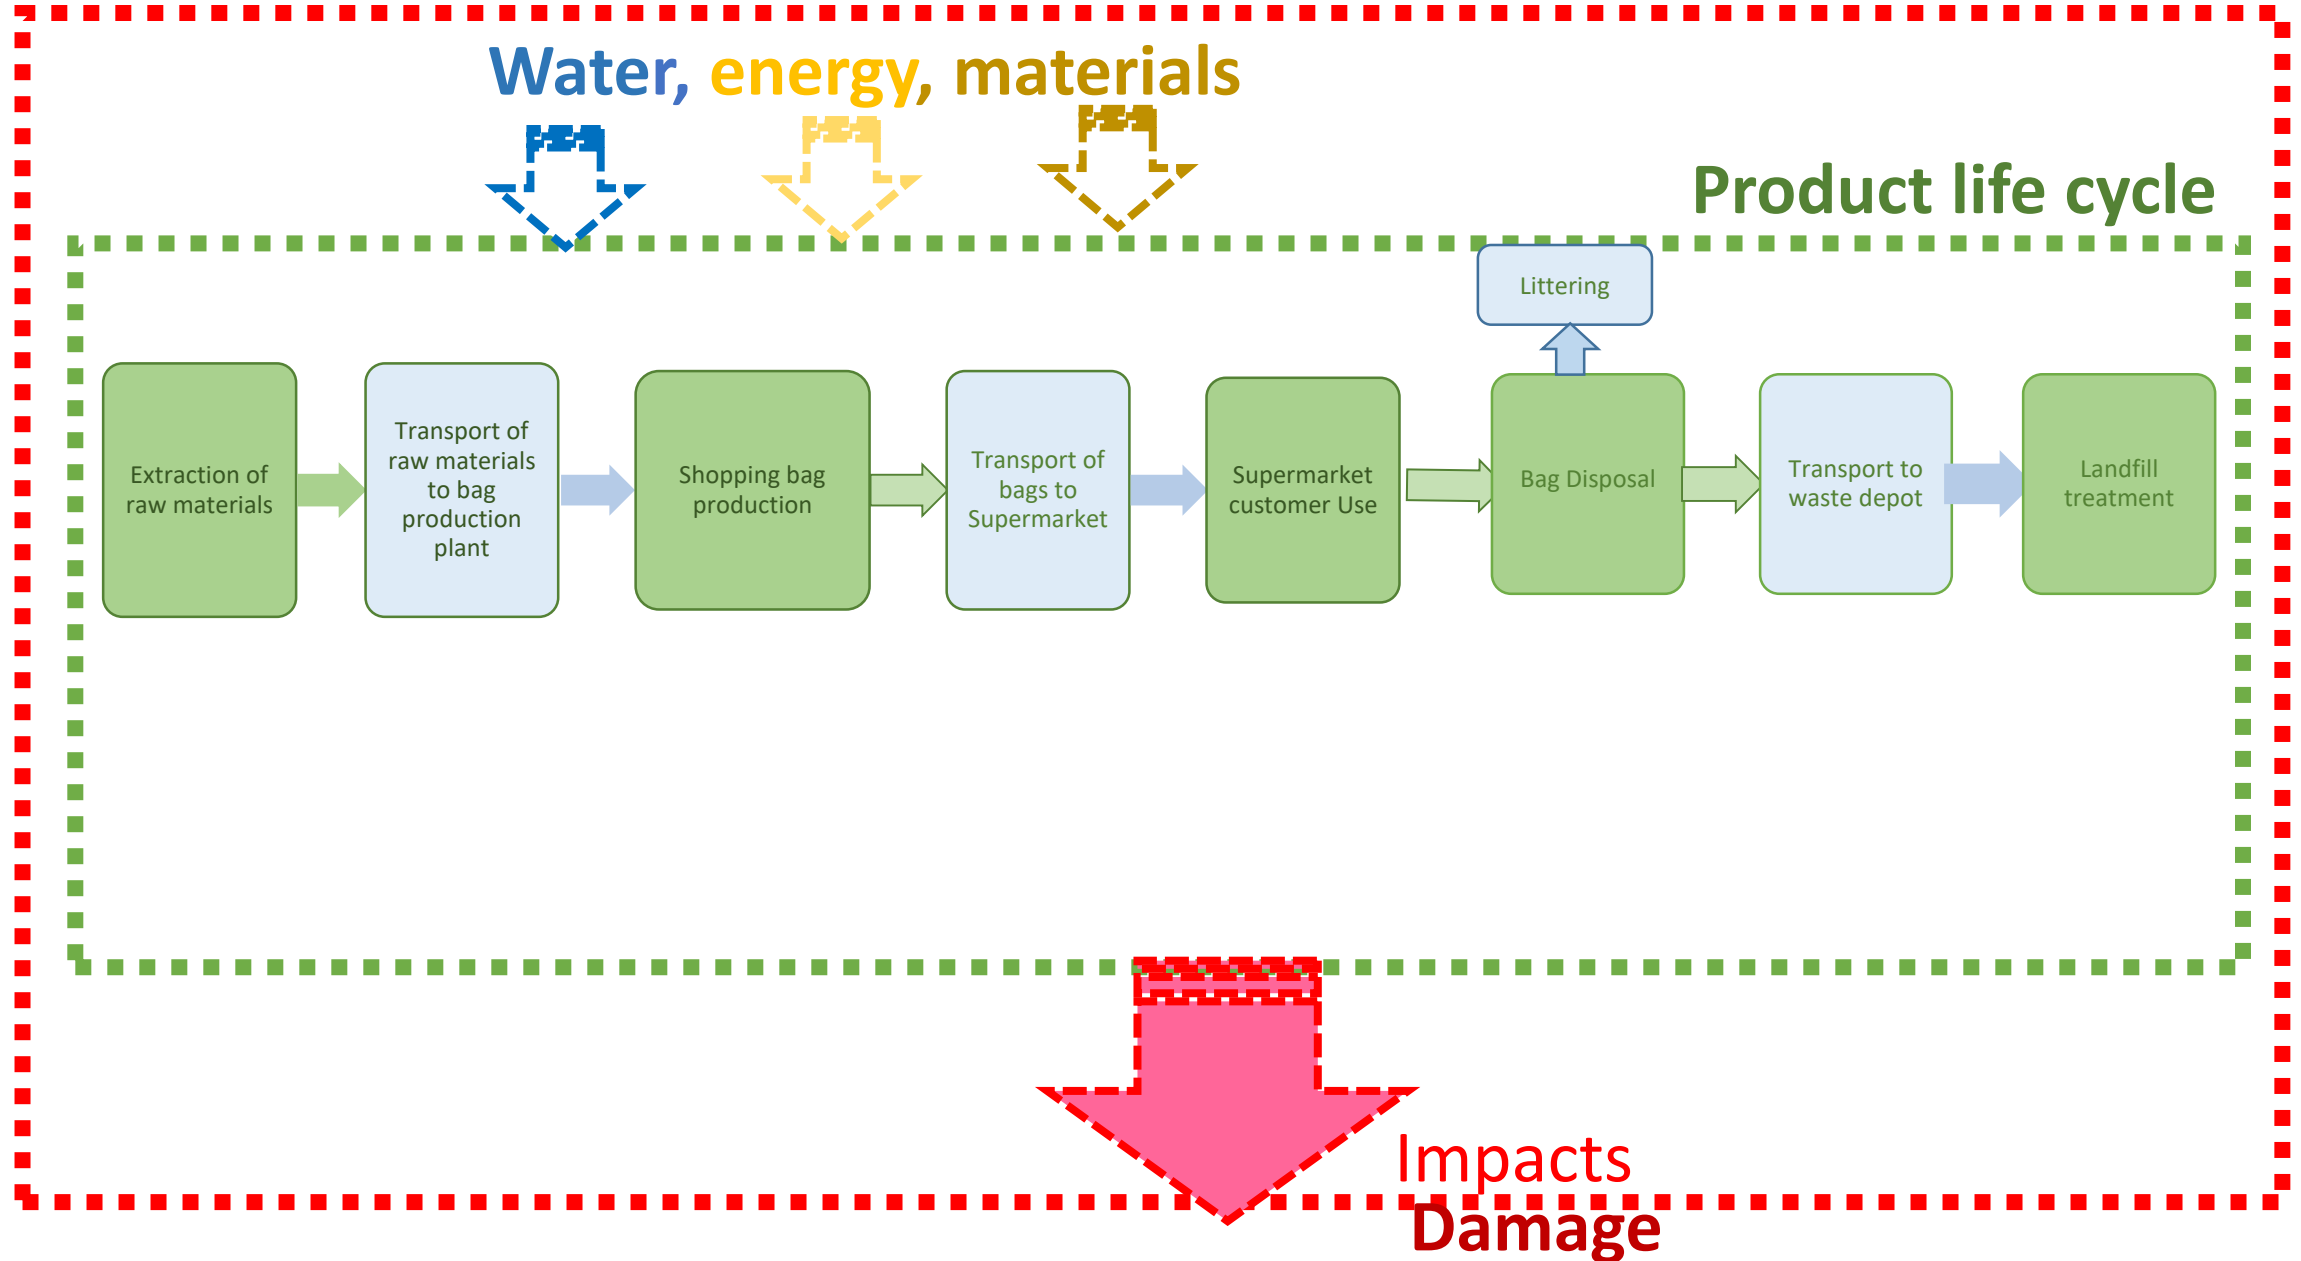 Water, energy, materials
Product life cycle
Littering
Extraction of
raw materials
Transport of
raw materials
to bag
production
plant
Shopping bag
production
Transport of
bags to
Supermarket
Supermarket
customer Use
Bag Disposal
Transport to
waste depot
Landfill
treatment
Impacts
Damage